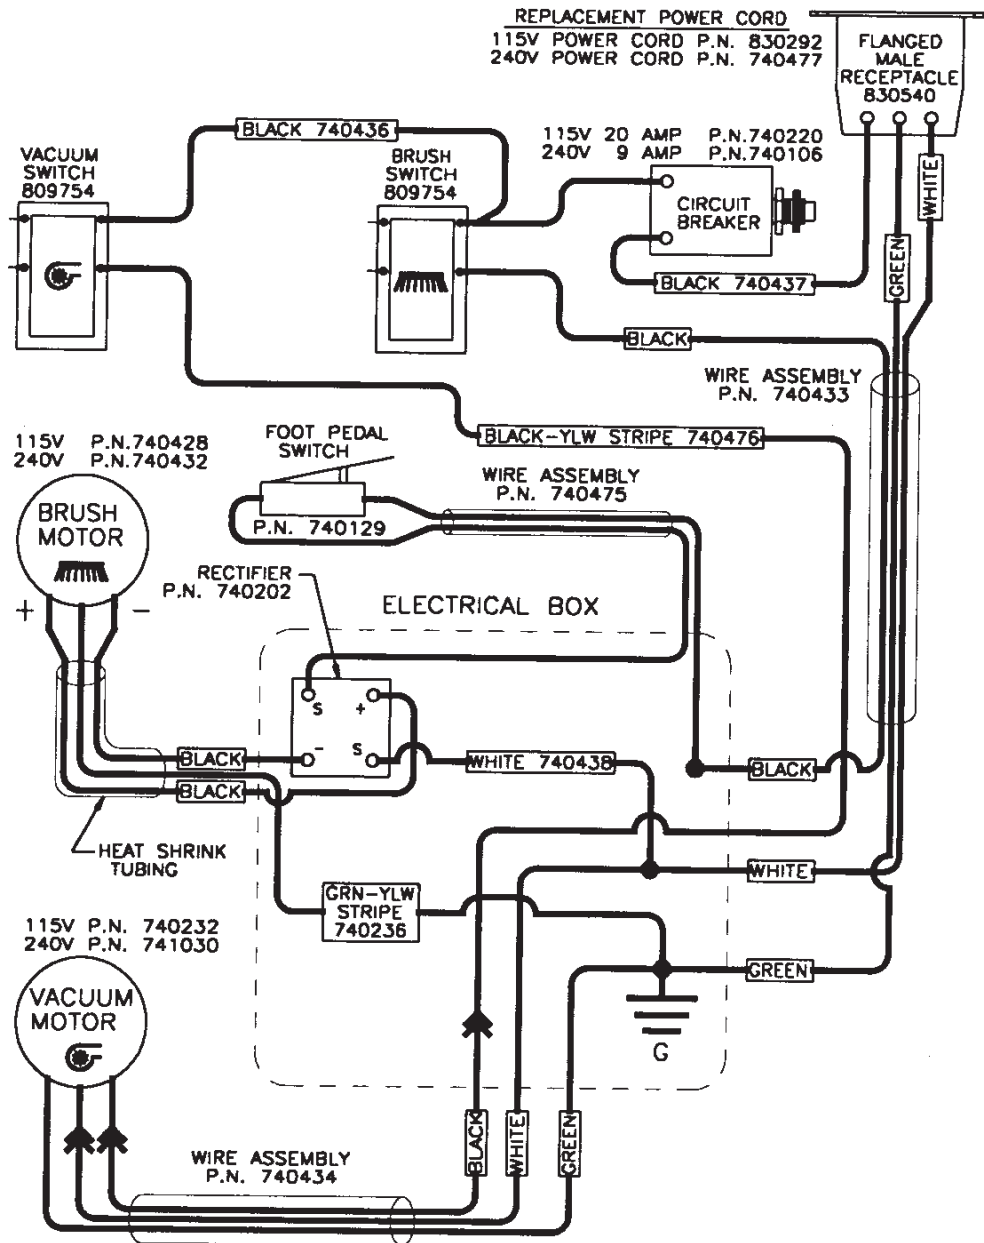 REPLACEMENT POWER CORD
115V POWER CORD P.N. 830292
240V POWER CORD P.N. 740477
FLANGED
MALE
RECEPTACLE
830540
BLACK 740436
115V 20 AMP P.N.740220
240V 9 AMP P.N.740106
VACUUM
SWITCH
809754
BRUSH
SWITCH
809754
CIRCUIT
BREAKER
WHITE
GREEN
BLACK 740437
BLACK
WIRE ASSEMBLY
P.N. 740433
115V P.N.740428
240V P.N.740432
FOOT PEDAL
SWITCH
BLACK-YLW STRIPE 740476
WIRE ASSEMBLY
P.N. 740475
BRUSH
MOTOR
P.N. 740129
+
-
RECTIFIER
P.N. 740202
ELECTRICAL BOX
S
+
-
S
BLACK
WHITE 740438
BLACK
BLACK
HEAT SHRINK
TUBING
WHITE
GRN-YLW
STRIPE
740236
115V P.N. 740232
240V P.N. 741030
GREEN
VACUUM
MOTOR
G
BLACK
WHITE
GREEN
WIRE ASSEMBLY
P.N. 740434